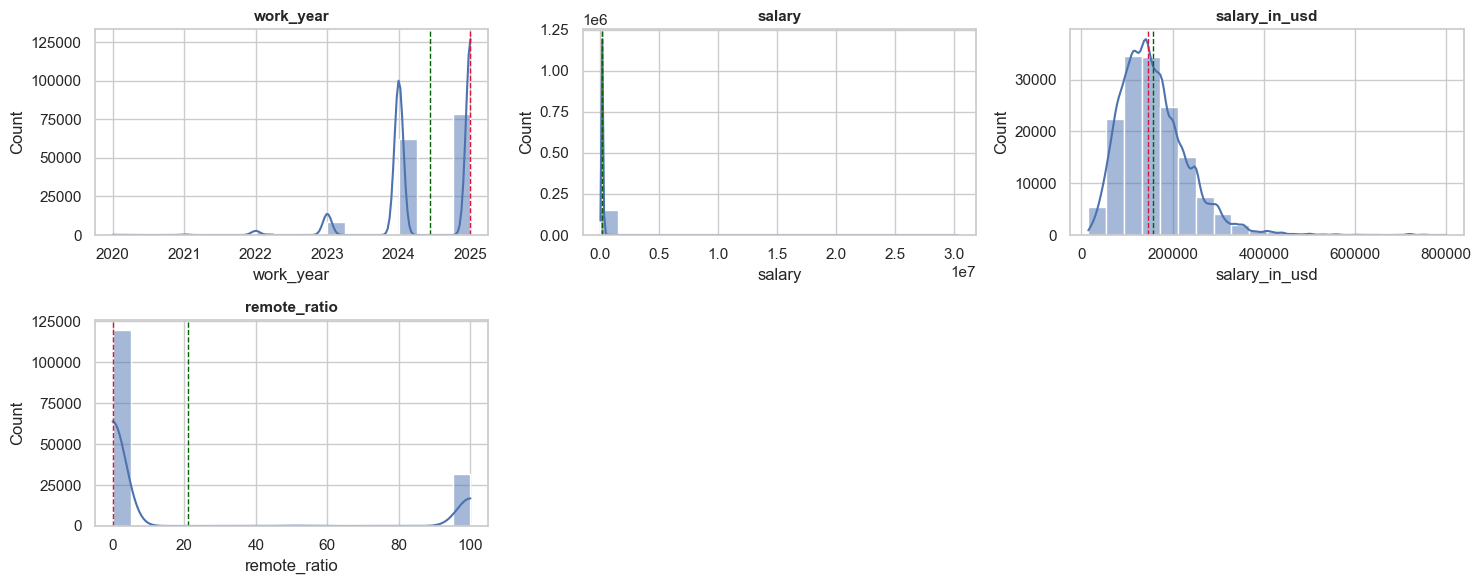 work_year
125000
100000
75000
50000
25000
0
Count
2020 2021 2022 2023 2024 2025
work_year
salary
1e6
1.25
1.00
0.75
0.50
0.25
0.00
Count
0.0 0.5 1.0 1.5 2.0 2.5 3.0
1e7
salary
salary_in_usd
30000
20000
10000
0
Count
0 200000 400000 600000 800000
salary_in_usd
remote_ratio
125000
100000
75000
50000
25000
0
Count
0 20 40 60 80 100
remote_ratio